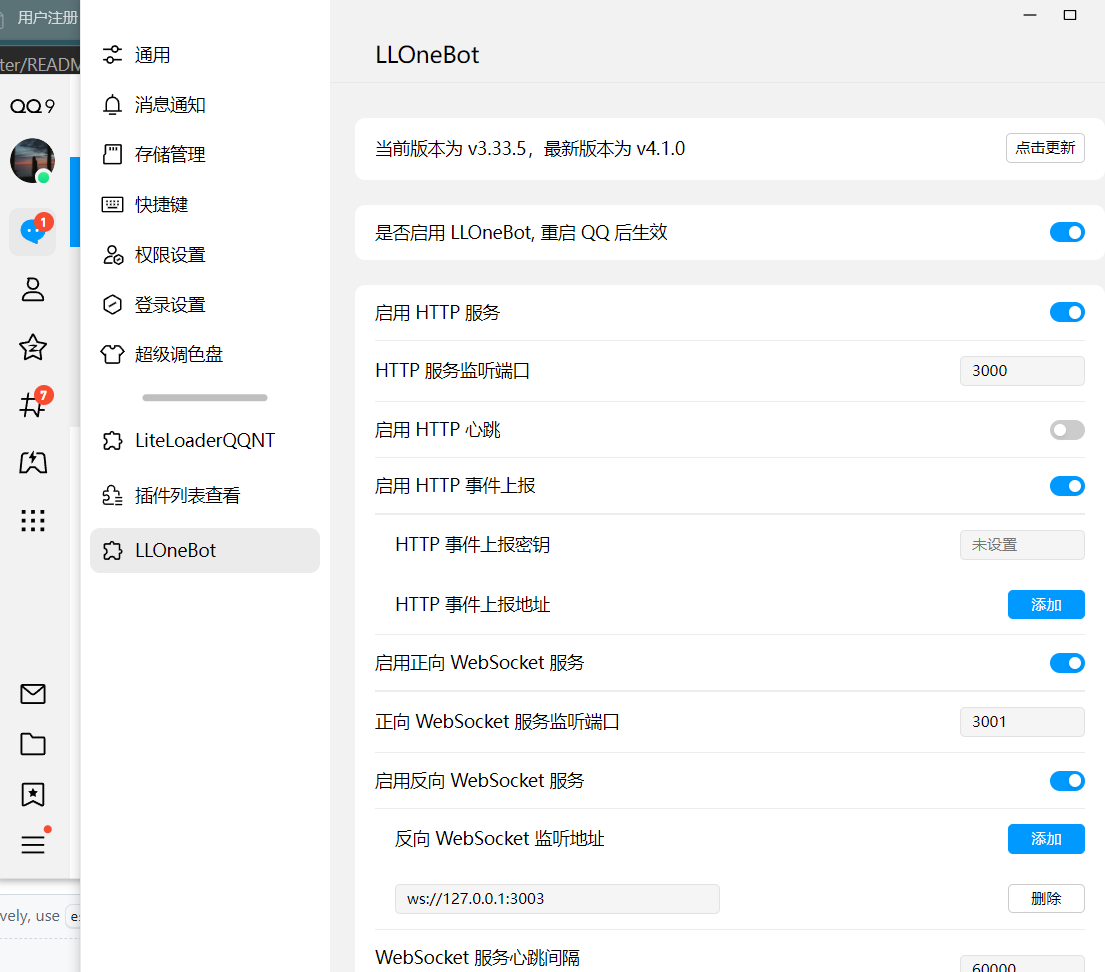 用户注册
ter/READM
QQ9
1
7
vely, use
es
通用
消息通知
存储管理
快捷键
权限设置
登录设置
超级调色盘
LiteLoaderQQNT
插件列表查看
LLOneBot
LLOneBot
当前版本为 v3.33.5，最新版本为 v4.1.0
点击更新
是否启用 LLOneBot, 重启 QQ 后生效
启用 HTTP 服务
HTTP 服务监听端口
3000
启用 HTTP 心跳
启用 HTTP 事件上报
HTTP 事件上报密钥
未设置
HTTP 事件上报地址
添加
启用正向 WebSocket 服务
正向 WebSocket 服务监听端口
3001
启用反向 WebSocket 服务
反向 WebSocket 监听地址
添加
ws://127.0.0.1:3003
删除
WebSocket 服务心跳间隔
60000